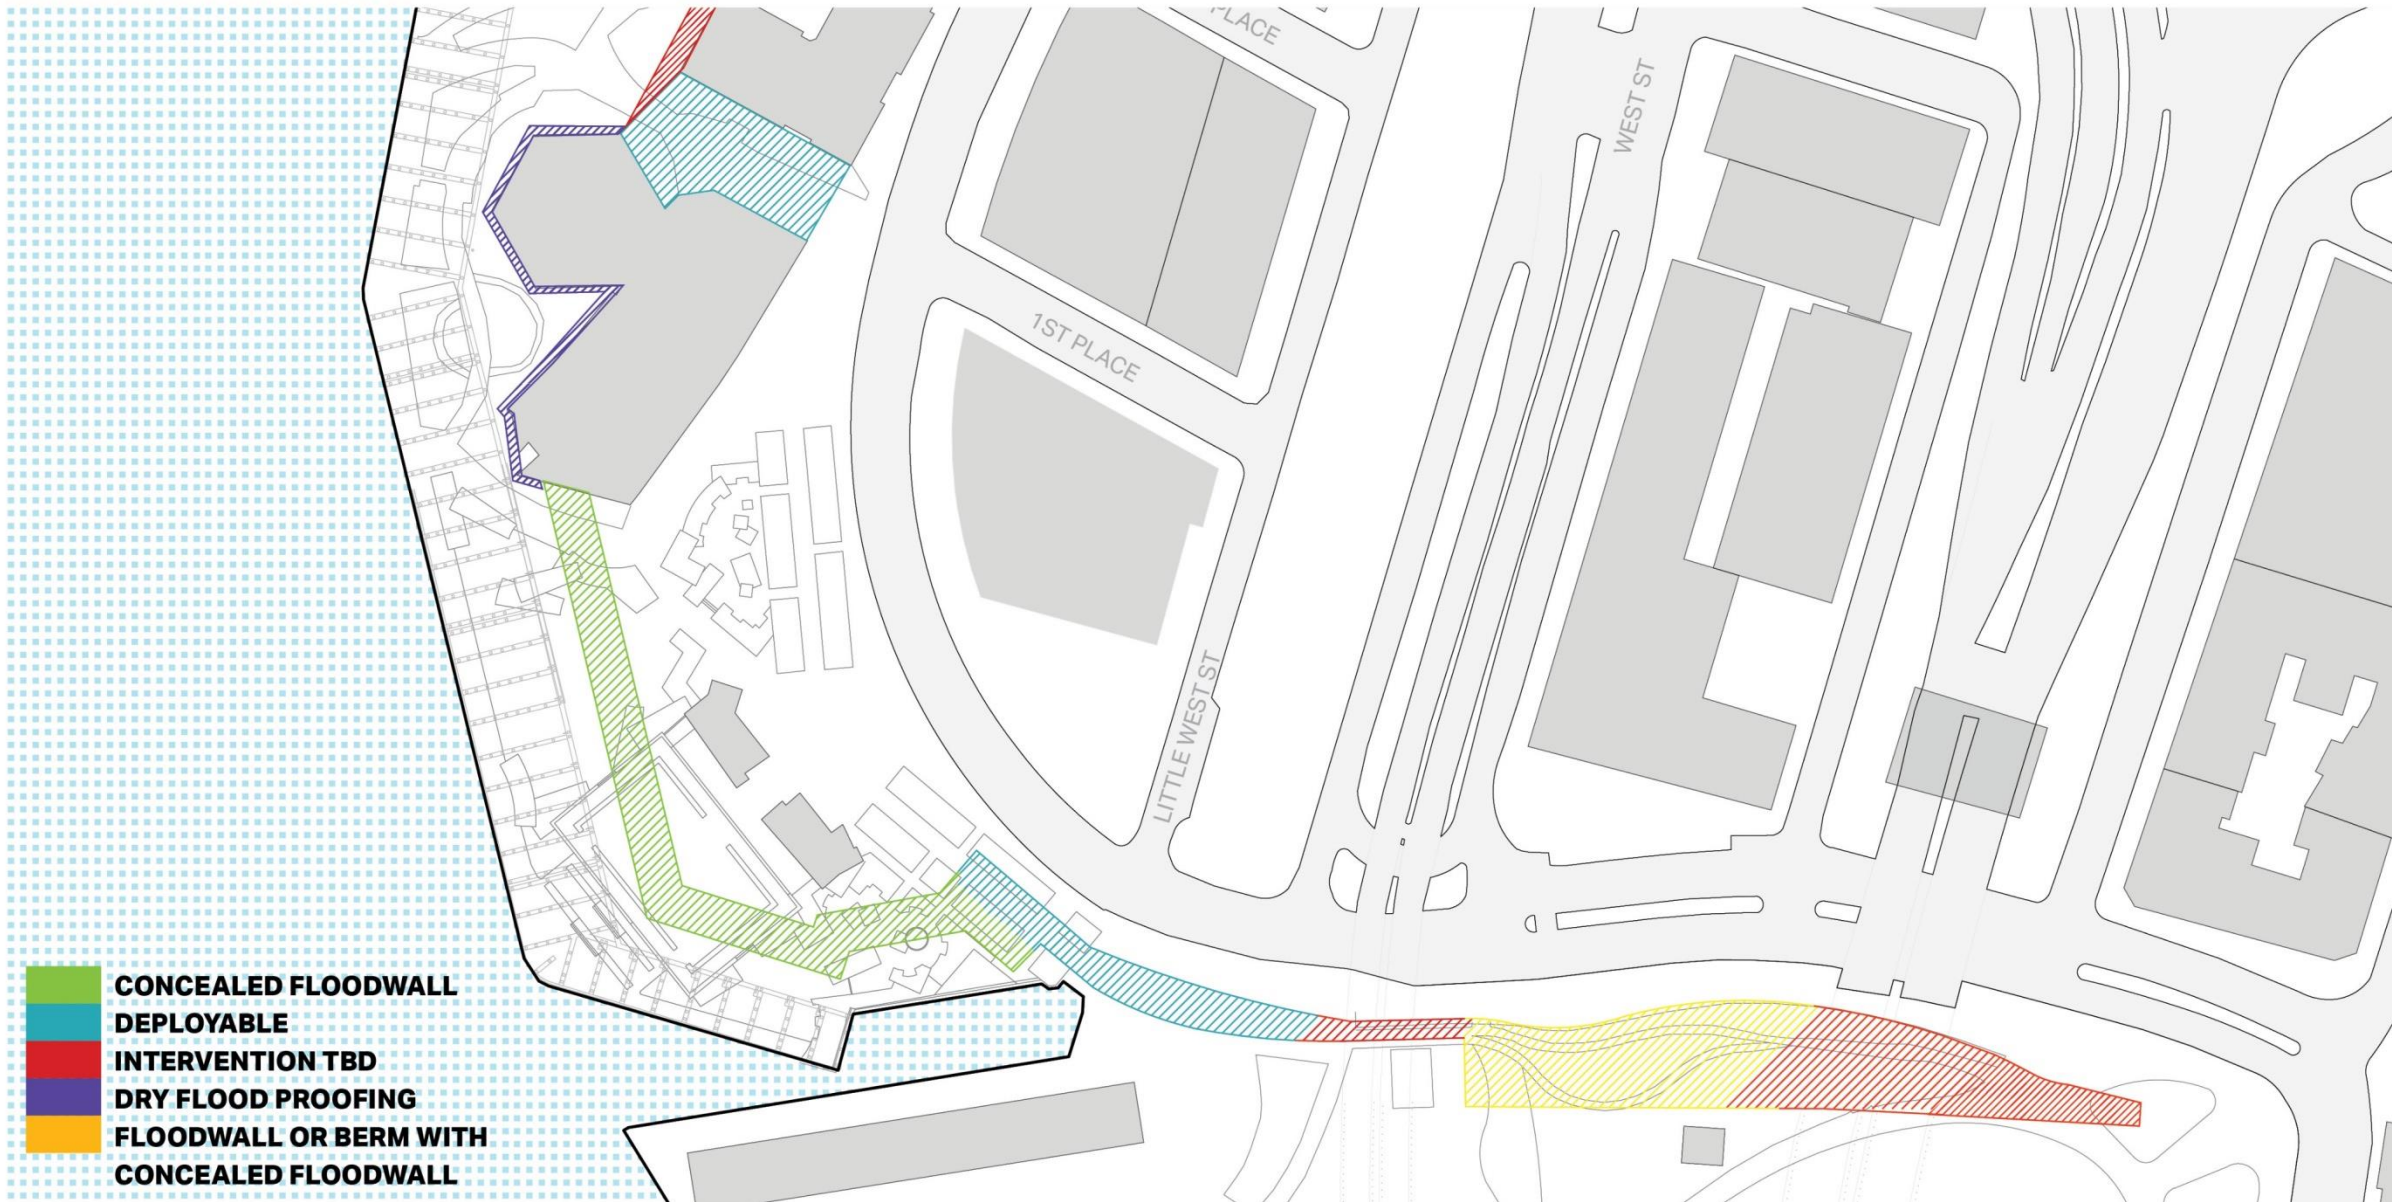 PLACE
WEST ST
1ST PLACE
LITTLE WEST ST
CONCEALED FLOODWALL
DEPLOYABLE
INTERVENTION TBD
DRY FLOOD PROOFING
FLOODWALL OR BERM WITH
CONCEALED FLOODWALL